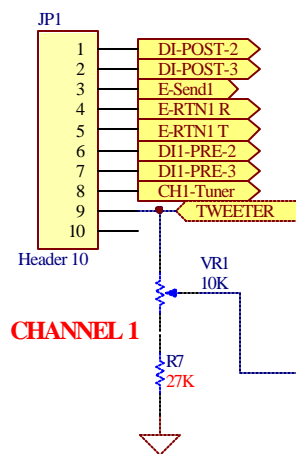 JP1
1 DI-POST-2
2 DI-POST-3
3 E-Send1
4 E-RTN1 R
5 E-RTN1 T
6 DI1-PRE-2
7 DI1-PRE-3
8 CH1-Tuner
9 TWEETER
10
Header 10
VR1
10K
CHANNEL 1
R7
27K